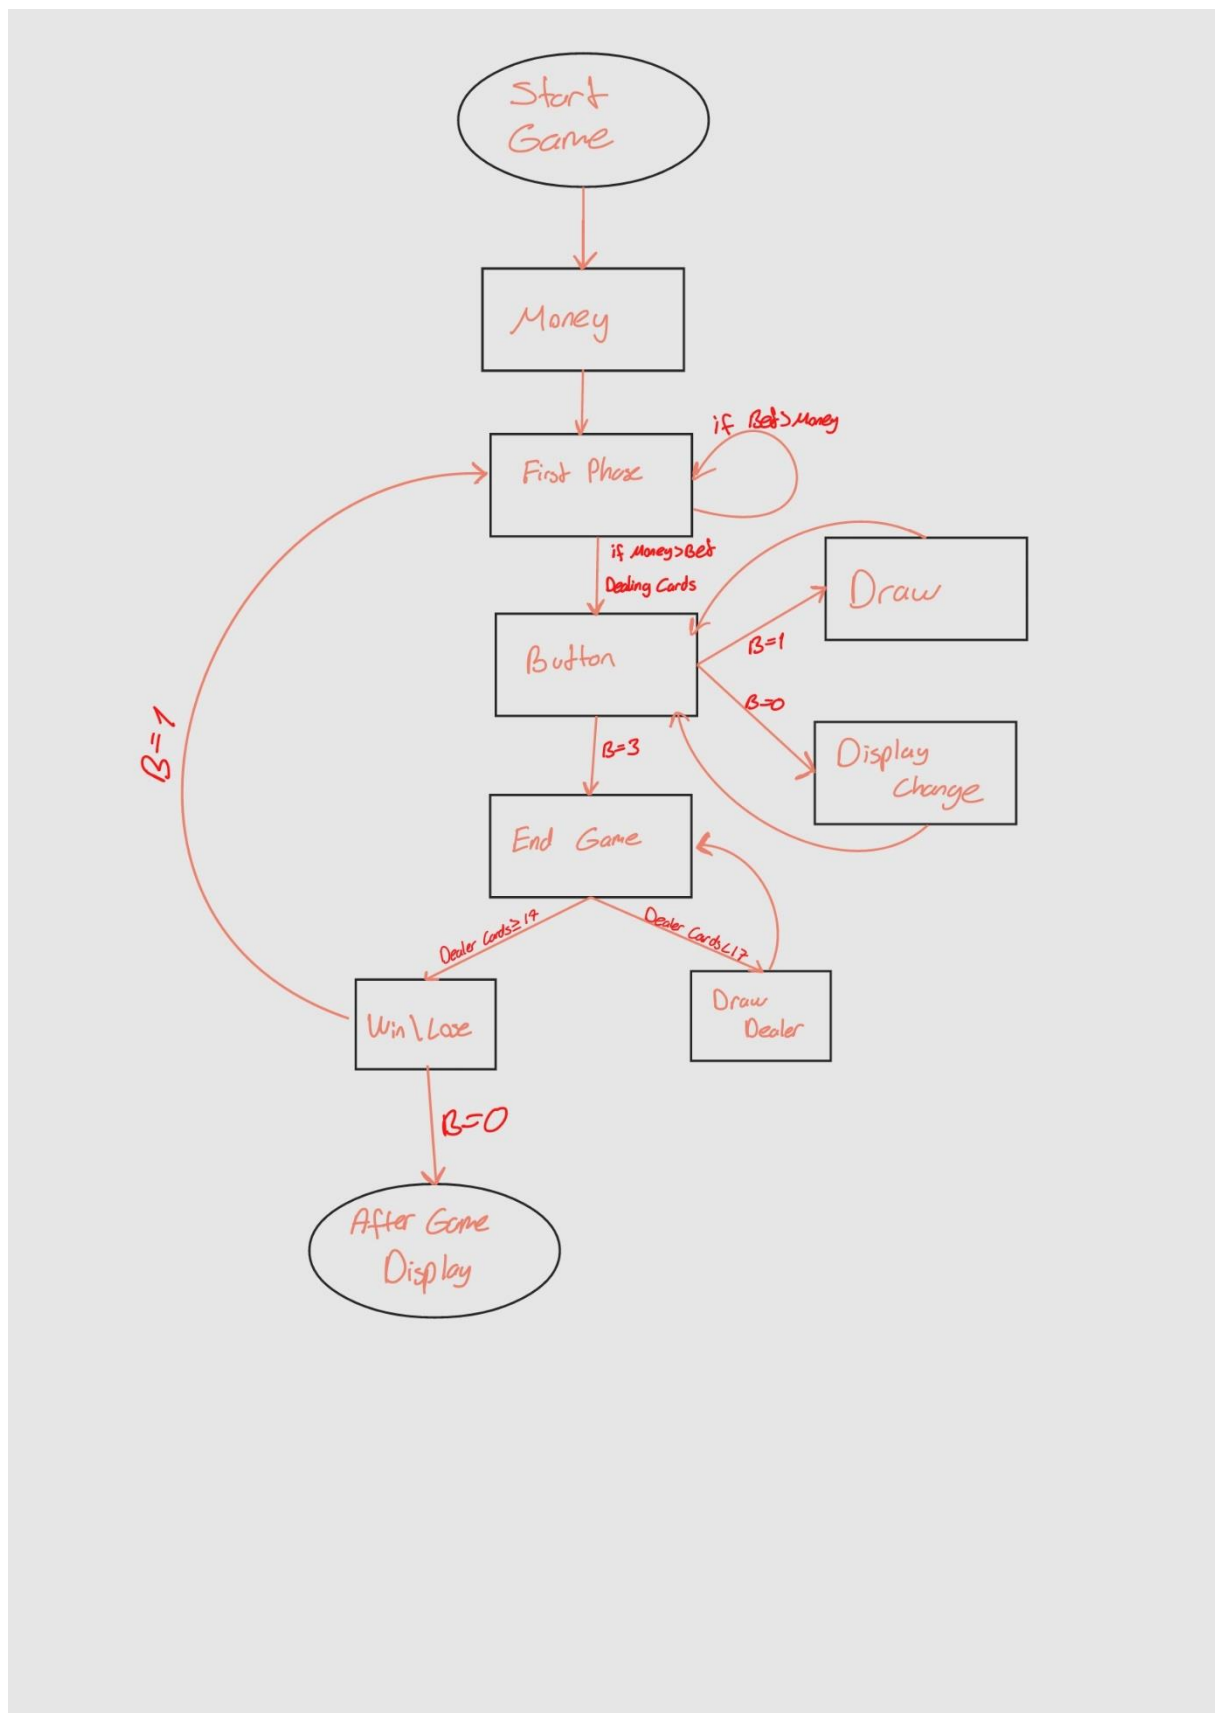 Start
Game
Money
if Bet>Money
First Phase
if Money>Bet
Dealing Cards
Draw
B=1
Button
B=0
B=1
Display
Change
B=3
End Game
Dealer Cards≥17
Dealer Cards<17
Draw
Dealer
Win\Lose
B=0
After Game
Display